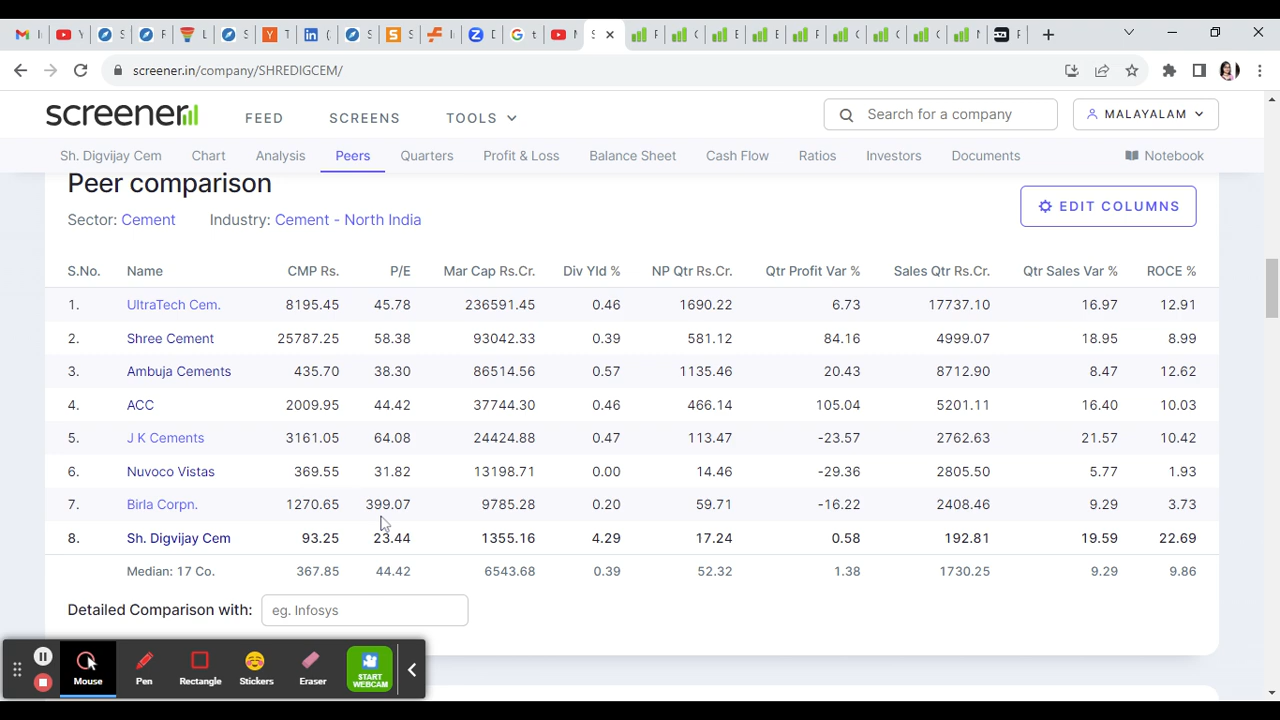 screener.in/company/SHREDIGCEM/
screener FEED SCREENS TOOLS Search for a company MALAYALAM
Sh. Digvijay Cem Chart Analysis Peers Quarters Profit & Loss Balance Sheet Cash Flow Ratios Investors Documents Notebook
Peer comparison
Sector: Cement Industry: Cement - North India
EDIT COLUMNS
S.No. Name CMP Rs. P/E Mar Cap Rs.Cr. Div Yld % NP Qtr Rs.Cr. Qtr Profit Var % Sales Qtr Rs.Cr. Qtr Sales Var % ROCE %
1. UltraTech Cem. 8195.45 45.78 236591.45 0.46 1690.22 6.73 17737.10 16.97 12.91
2. Shree Cement 25787.25 58.38 93042.33 0.39 581.12 84.16 4999.07 18.95 8.99
3. Ambuja Cements 435.70 38.30 86514.56 0.57 1135.46 20.43 8712.90 8.47 12.62
4. ACC 2009.95 44.42 37744.30 0.46 466.14 105.04 5201.11 16.40 10.03
5. J K Cements 3161.05 64.08 24424.88 0.47 113.47 -23.57 2762.63 21.57 10.42
6. Nuvoco Vistas 369.55 31.82 13198.71 0.00 14.46 -29.36 2805.50 5.77 1.93
7. Birla Corpn. 1270.65 399.07 9785.28 0.20 59.71 -16.22 2408.46 9.29 3.73
8. Sh. Digvijay Cem 93.25 23.44 1355.16 4.29 17.24 0.58 192.81 19.59 22.69
Median: 17 Co. 367.85 44.42 6543.68 0.39 52.32 1.38 1730.25 9.29 9.86
Detailed Comparison with: eg. Infosys
Mouse Pen Rectangle Stickers Eraser START WEBCAM